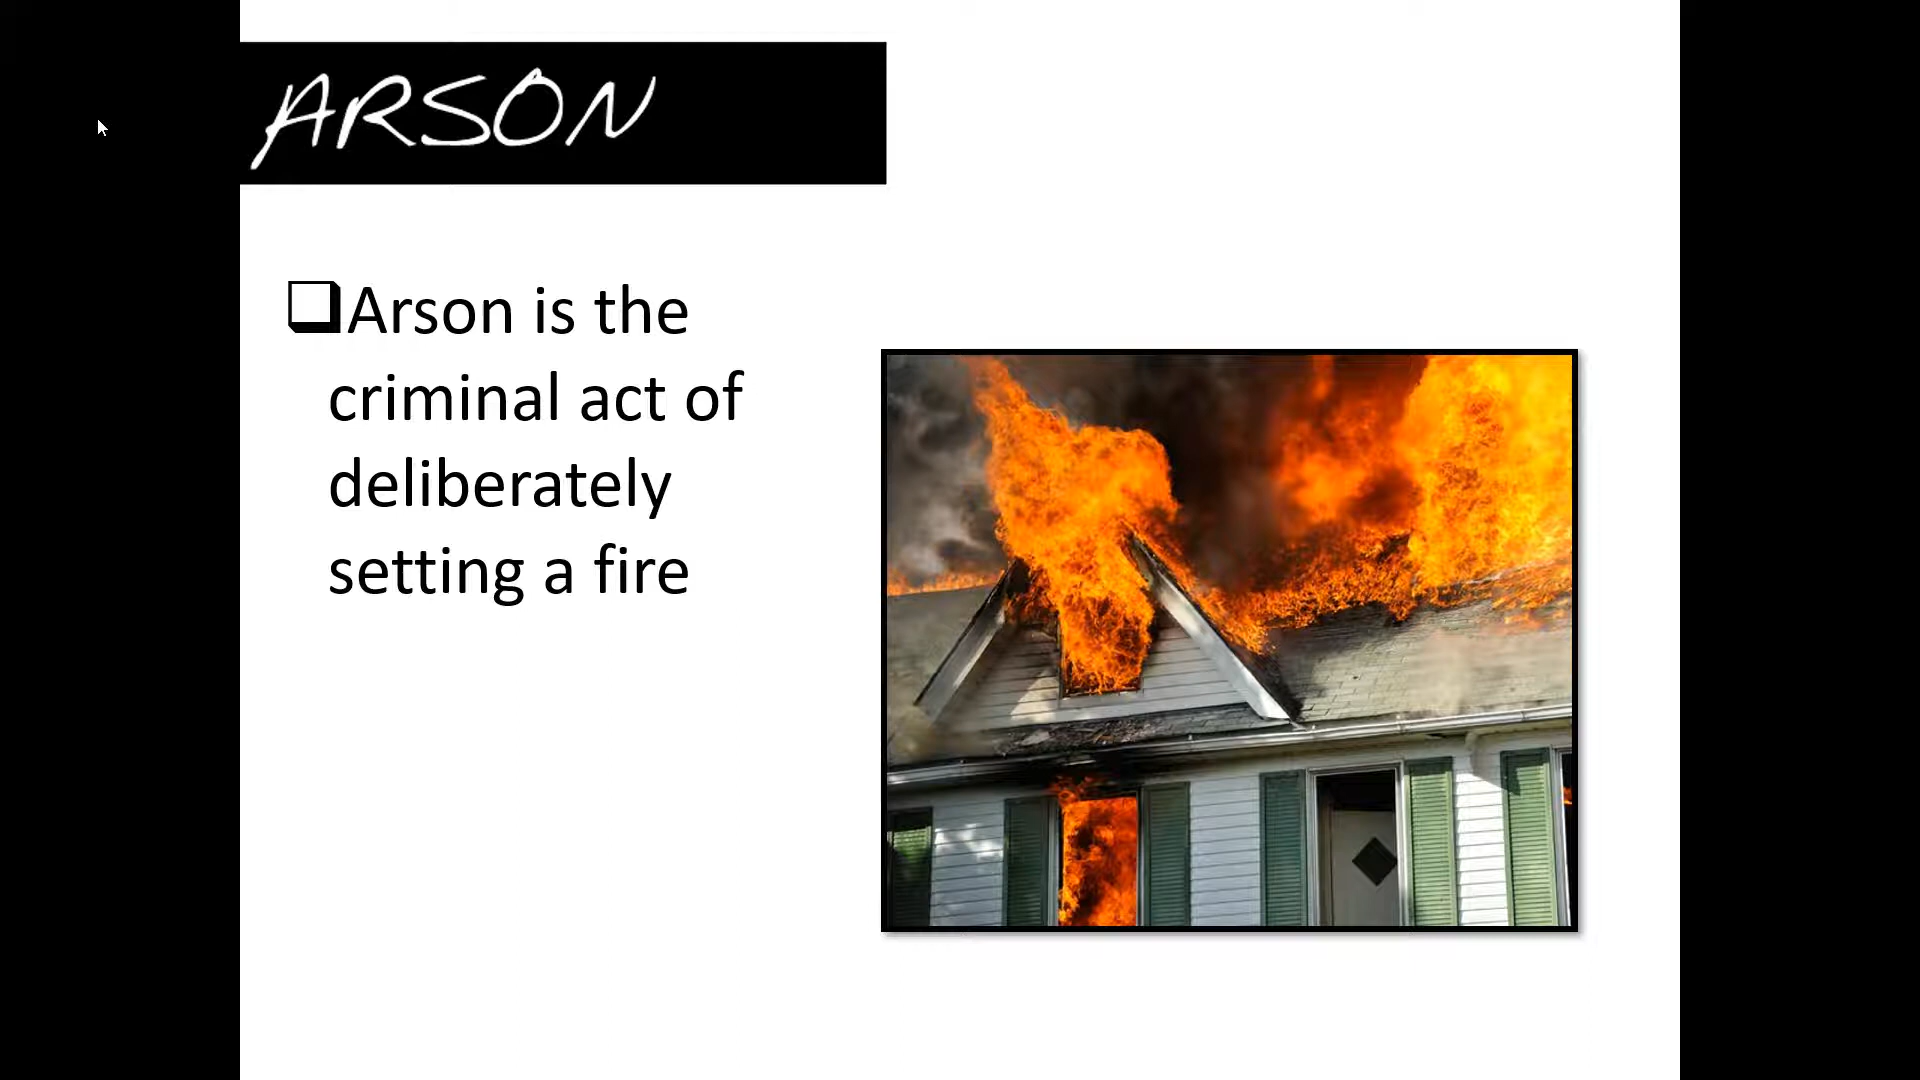 ARSON
Arson is the
criminal act of
deliberately
setting a fire